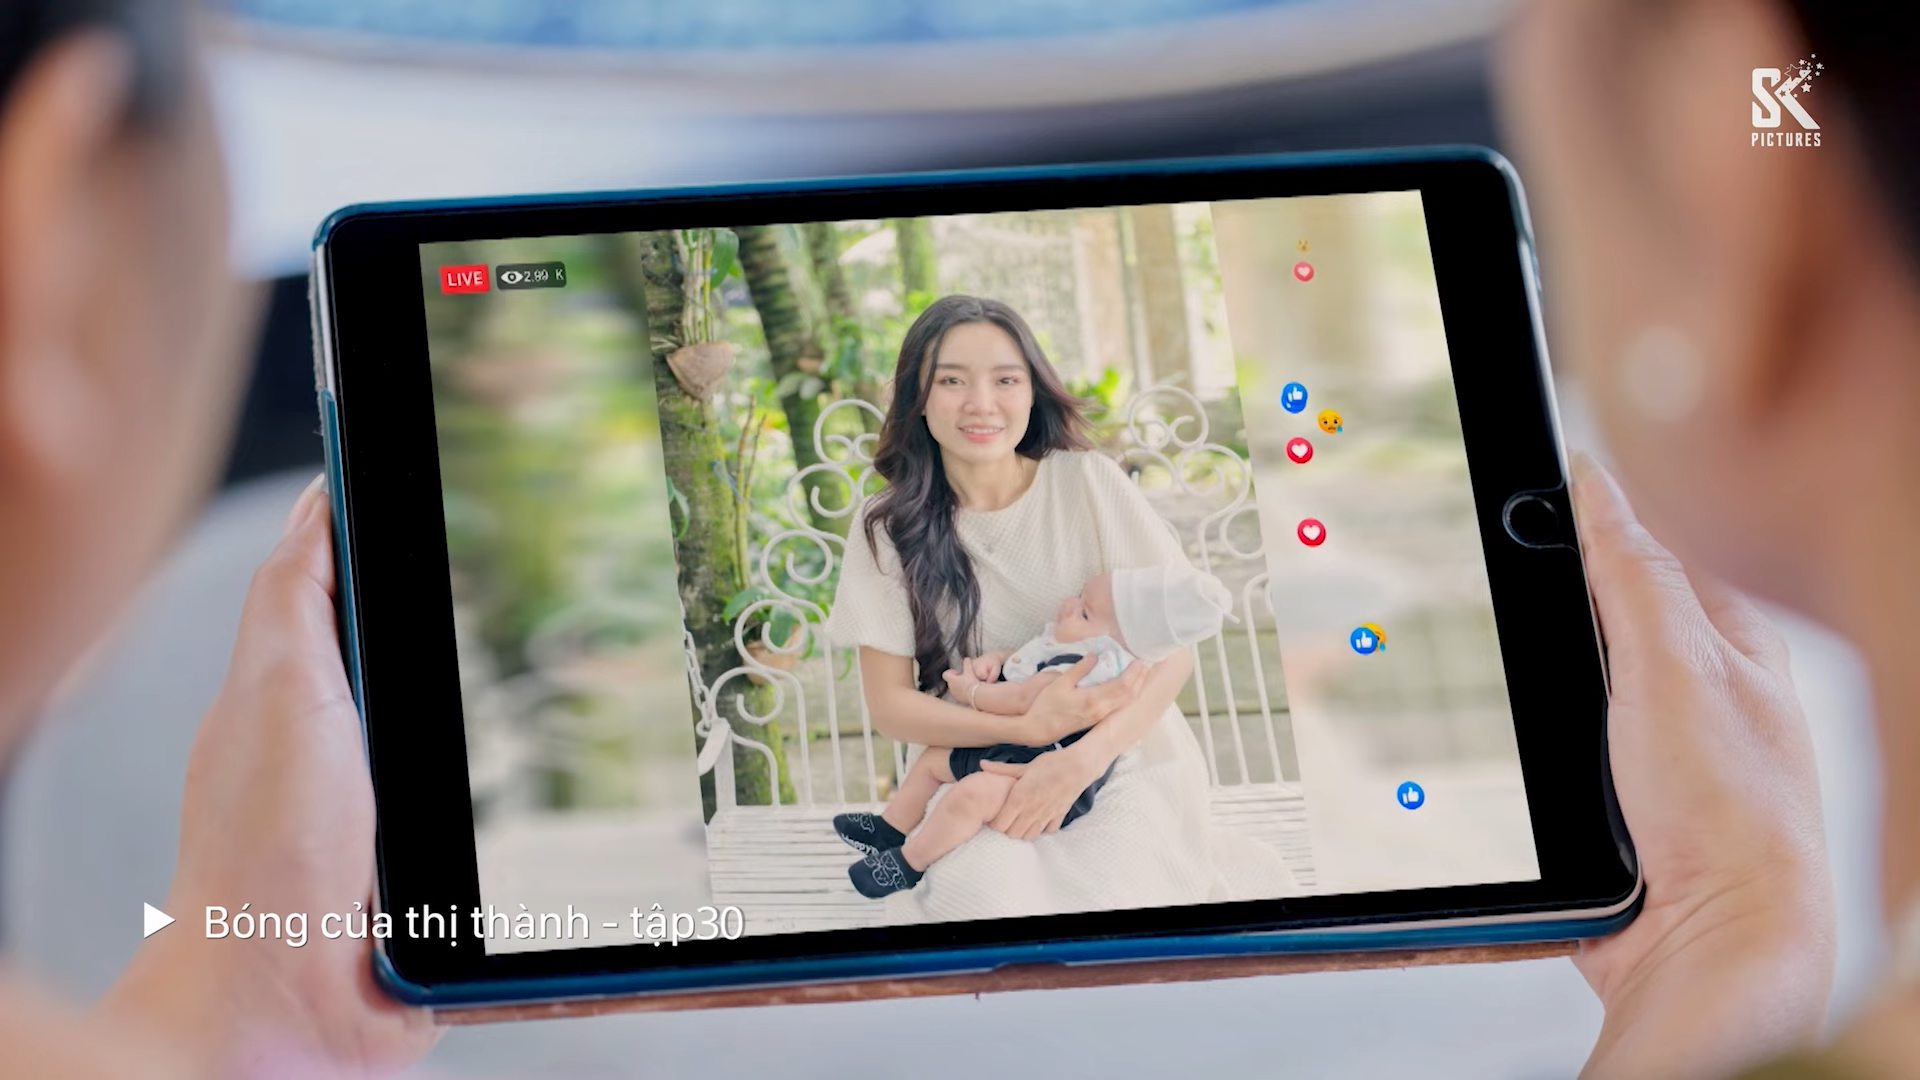 SK
PICTURES
LIVE 2.89 K
Bóng của thị thành - tập30